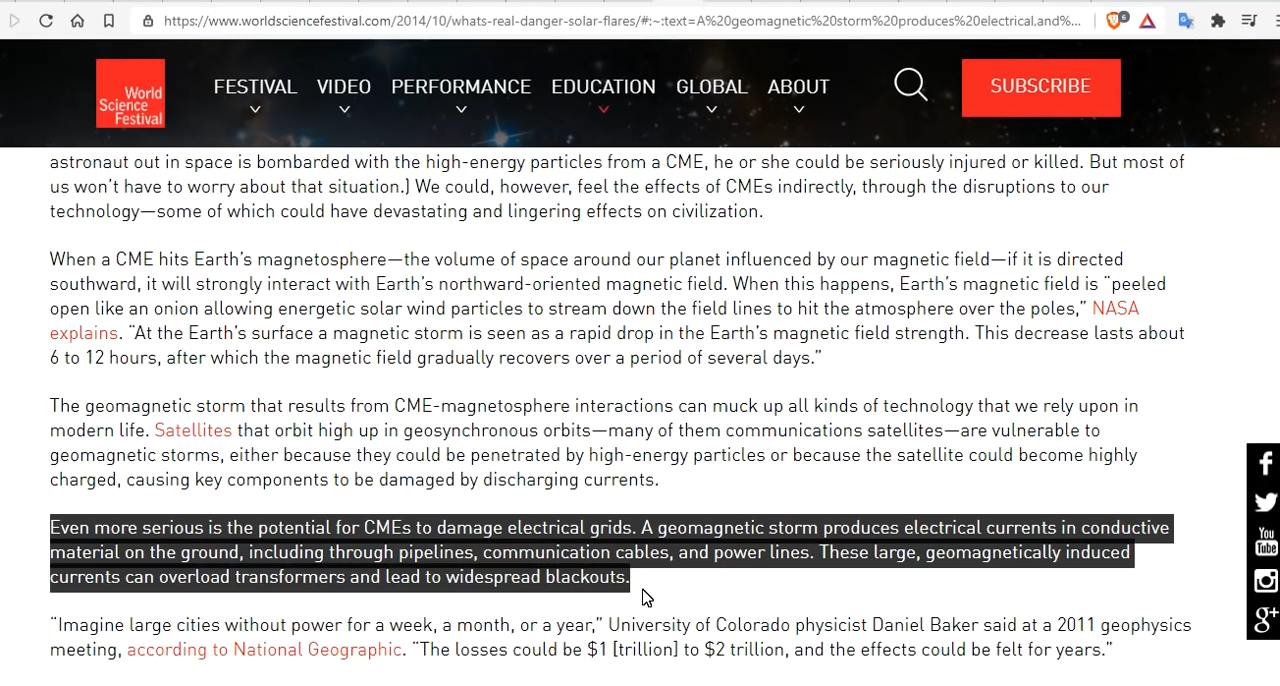 https://www.worldsciencefestival.com/2014/10/whats-real-danger-solar-flares/#:~:text=A%20geomagnetic%20storm%20produces%20electrical,and%...
6
World
Science
Festival
FESTIVAL VIDEO PERFORMANCE EDUCATION GLOBAL ABOUT
SUBSCRIBE
astronaut out in space is bombarded with the high-energy particles from a CME, he or she could be seriously injured or killed. But most of
us won’t have to worry about that situation.) We could, however, feel the effects of CMEs indirectly, through the disruptions to our
technology—some of which could have devastating and lingering effects on civilization.
When a CME hits Earth’s magnetosphere—the volume of space around our planet influenced by our magnetic field—if it is directed
southward, it will strongly interact with Earth’s northward-oriented magnetic field. When this happens, Earth’s magnetic field is “peeled
open like an onion allowing energetic solar wind particles to stream down the field lines to hit the atmosphere over the poles,” NASA
explains. “At the Earth’s surface a magnetic storm is seen as a rapid drop in the Earth’s magnetic field strength. This decrease lasts about
6 to 12 hours, after which the magnetic field gradually recovers over a period of several days.”
The geomagnetic storm that results from CME-magnetosphere interactions can muck up all kinds of technology that we rely upon in
modern life. Satellites that orbit high up in geosynchronous orbits—many of them communications satellites—are vulnerable to
geomagnetic storms, either because they could be penetrated by high-energy particles or because the satellite could become highly
charged, causing key components to be damaged by discharging currents.
Even more serious is the potential for CMEs to damage electrical grids. A geomagnetic storm produces electrical currents in conductive
material on the ground, including through pipelines, communication cables, and power lines. These large, geomagnetically induced
currents can overload transformers and lead to widespread blackouts.
“Imagine large cities without power for a week, a month, or a year,” University of Colorado physicist Daniel Baker said at a 2011 geophysics
meeting, according to National Geographic. “The losses could be $1 [trillion] to $2 trillion, and the effects could be felt for years.”
You
Tube
g+